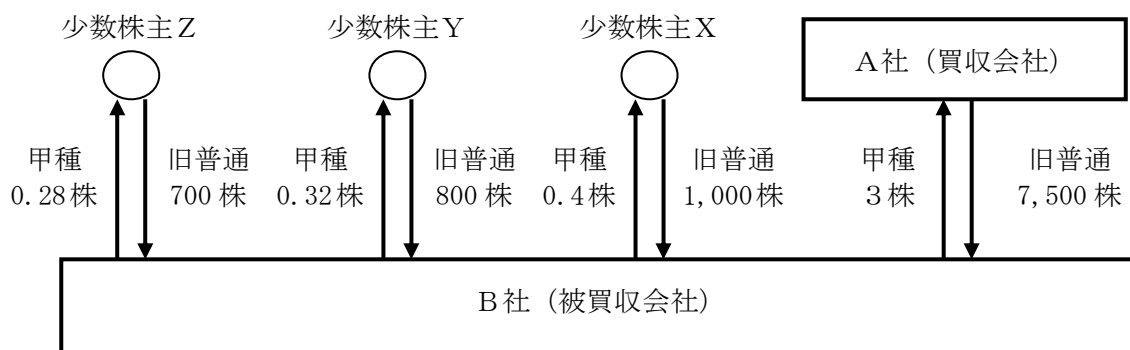 少数株主Z
少数株主Y
少数株主X
A社（買収会社）
甲種
0.28株
旧普通
700株
甲種
0.32株
旧普通
800株
甲種
0.4株
旧普通
1,000株
甲種
3株
旧普通
7,500株
B社（被買収会社）